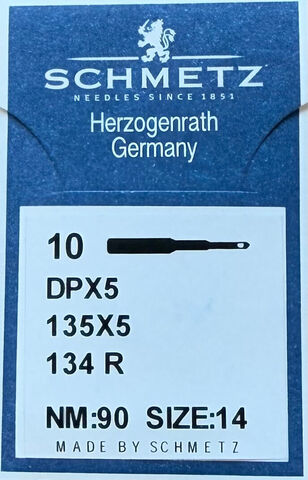 SCHMETZ
NEEDLES SINCE 1851
Herzogenrath
Germany
10
DPX5
135X5
134 R
NM:90 SIZE:14
MADE BY SCHMETZ